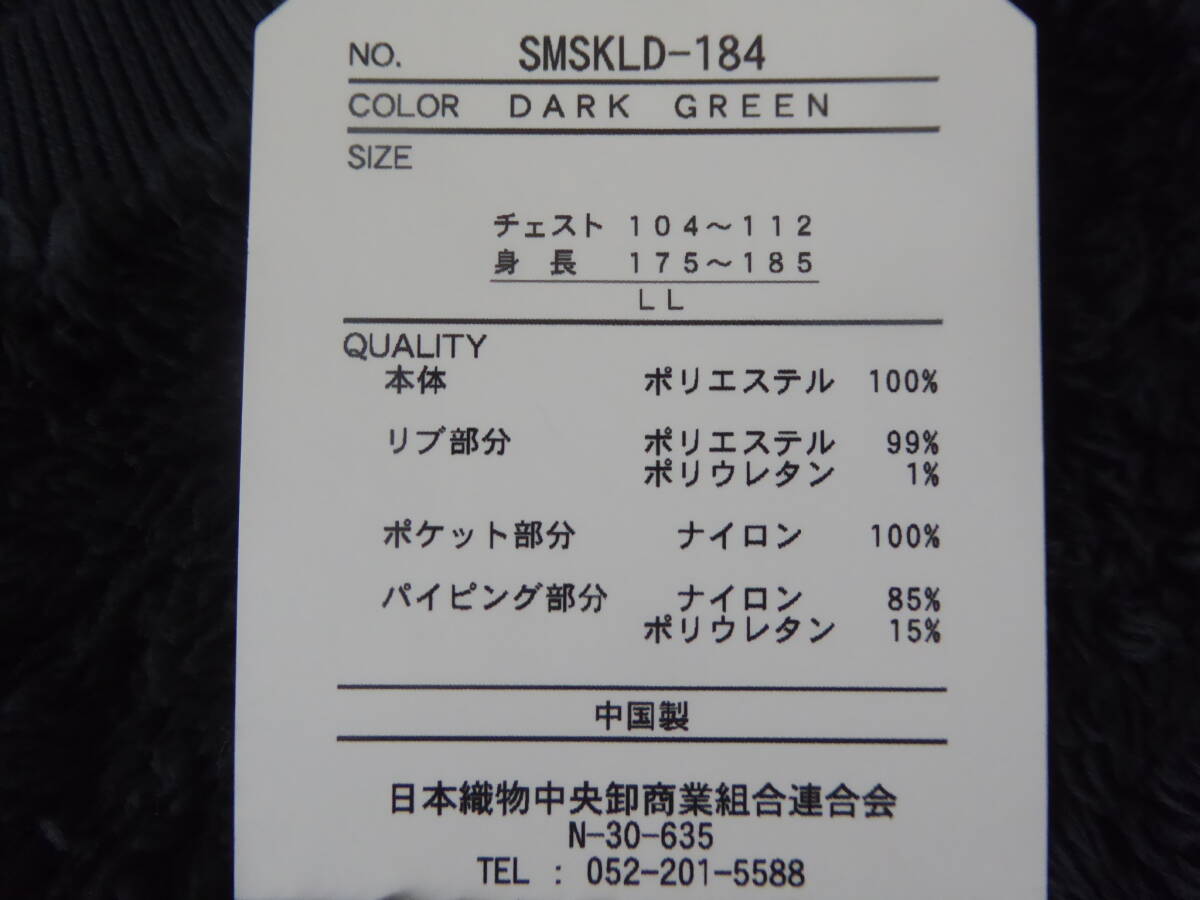 NO. SMSKLD-184
COLOR DARK GREEN
SIZE
チェスト 104～112
身長 175～185
LL
QUALITY
本体 ポリエステル 100%
リブ部分 ポリエステル 99%
ポリウレタン 1%
ポケット部分 ナイロン 100%
パイピング部分 ナイロン 85%
ポリウレタン 15%
中国製
日本織物中央卸商業組合連合会
N-30-635
TEL : 052-201-5588